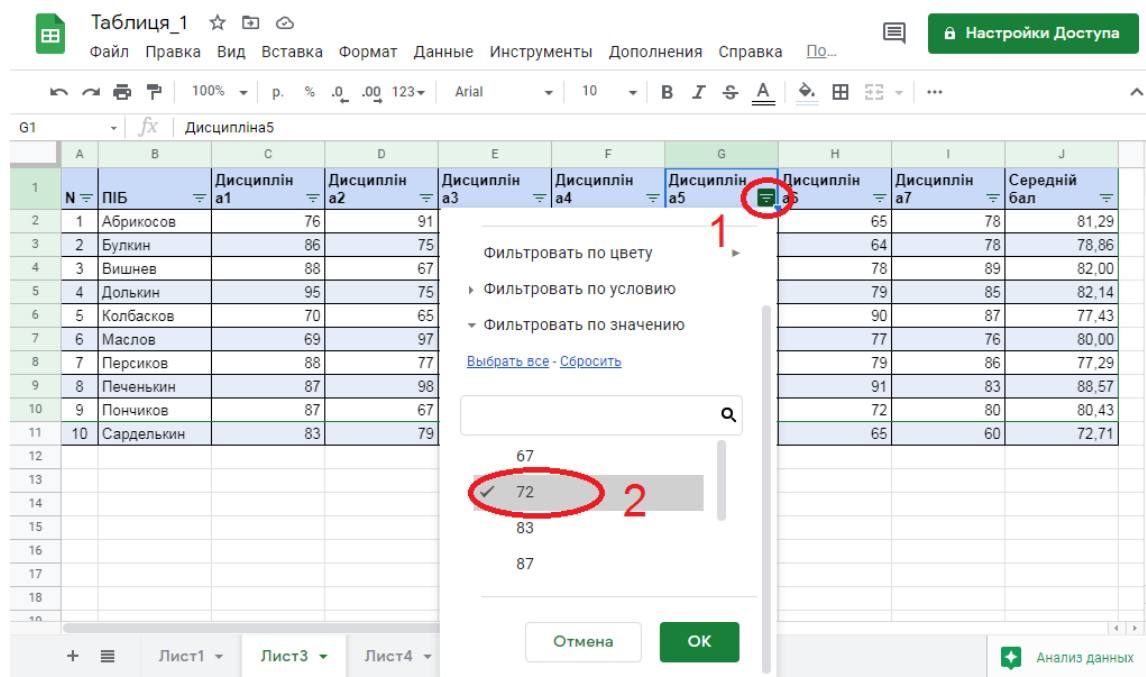 Таблиця_1
Файл Правка Вид Вставка Формат Данные Инструменты Дополнения Справка По...
Настройки Доступа
100% р. % .0 .00 123 Arial 10 B I S A ...
G1 fx Дисципліна5
A B C D E F G H I J
1 N ПІБ Дисциплін а1 Дисциплін а2 Дисциплін а3 Дисциплін а4 Дисциплін а5 Дисциплін а6 Дисциплін а7 Середній бал
2 1 Абрикосов 76 91 65 78 81,29
3 2 Булкин 86 75 64 78 78,86
4 3 Вишнев 88 67 78 89 82,00
5 4 Долькин 95 75 79 85 82,14
6 5 Колбасков 70 65 90 87 77,43
7 6 Маслов 69 97 77 76 80,00
8 7 Персиков 88 77 79 86 77,29
9 8 Печенькин 87 98 91 83 88,57
10 9 Пончиков 87 67 72 80 80,43
11 10 Сарделькин 83 79 65 60 72,71
12
13
14
15
16
17
18
1
Фильтровать по цвету
Фильтровать по условию
Фильтровать по значению
Выбрать все - Сбросить
67
72
2
83
87
Отмена OK
Лист1 Лист3 Лист4
Анализ данных